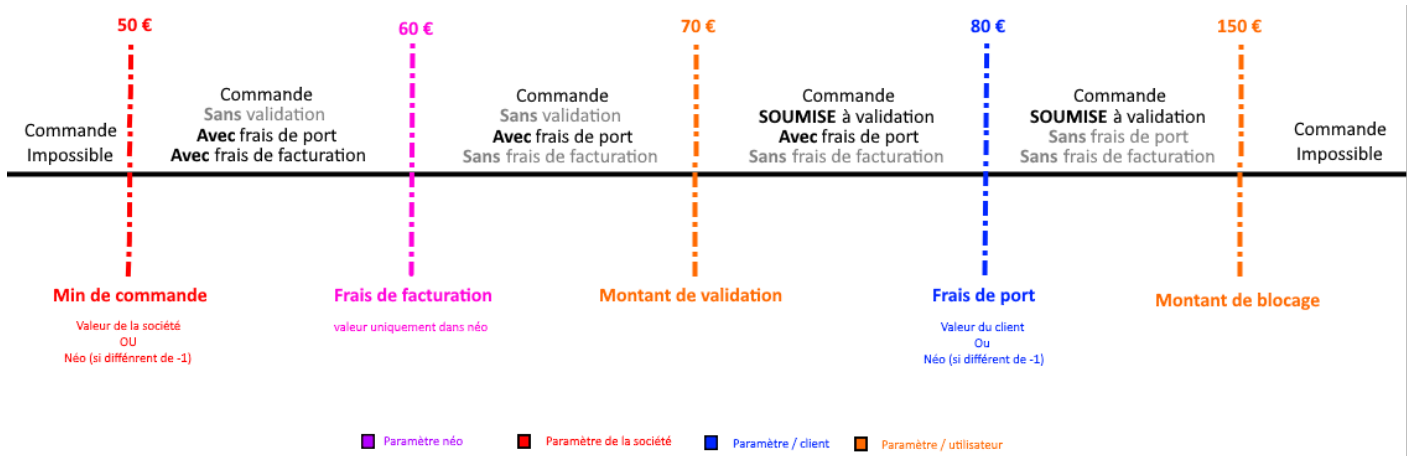 50 €
60 €
70 €
80 €
150 €
Commande
Impossible
Commande
Sans validation
Avec frais de port
Avec frais de facturation
Commande
Sans validation
Avec frais de port
Sans frais de facturation
Commande
SOUMISE à validation
Avec frais de port
Sans frais de facturation
Commande
SOUMISE à validation
Sans frais de port
Sans frais de facturation
Commande
Impossible
Min de commande
Valeur de la société
OU
Néo (si diffénrent de -1)
Frais de facturation
valeur uniquement dans néo
Montant de validation
Frais de port
Valeur du client
Ou
Néo (si différent de -1)
Montant de blocage
Paramètre néo
Paramètre de la société
Paramètre / client
Paramètre / utilisateur